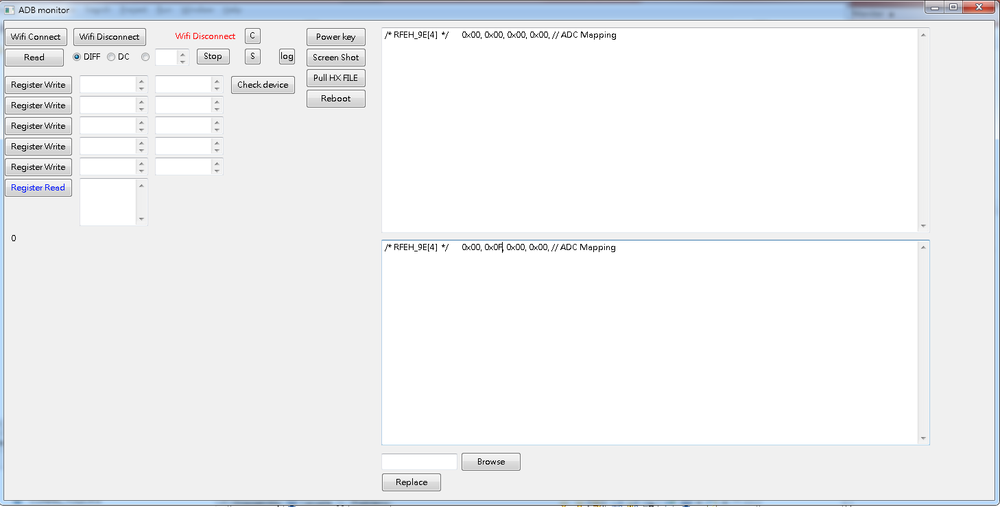 ADB monitor
Wifi Connect Wifi Disconnect Wifi Disconnect C Power key
Read DIFF DC Stop S log Screen Shot
Pull HX FILE
Register Write Check device
Reboot
Register Write
Register Write
Register Write
Register Write
Register Read
0
/* RFEH_9E[4] */ 0x00, 0x00, 0x00, 0x00, // ADC Mapping
/* RFEH_9E[4] */ 0x00, 0x0F, 0x00, 0x00, // ADC Mapping
Browse
Replace